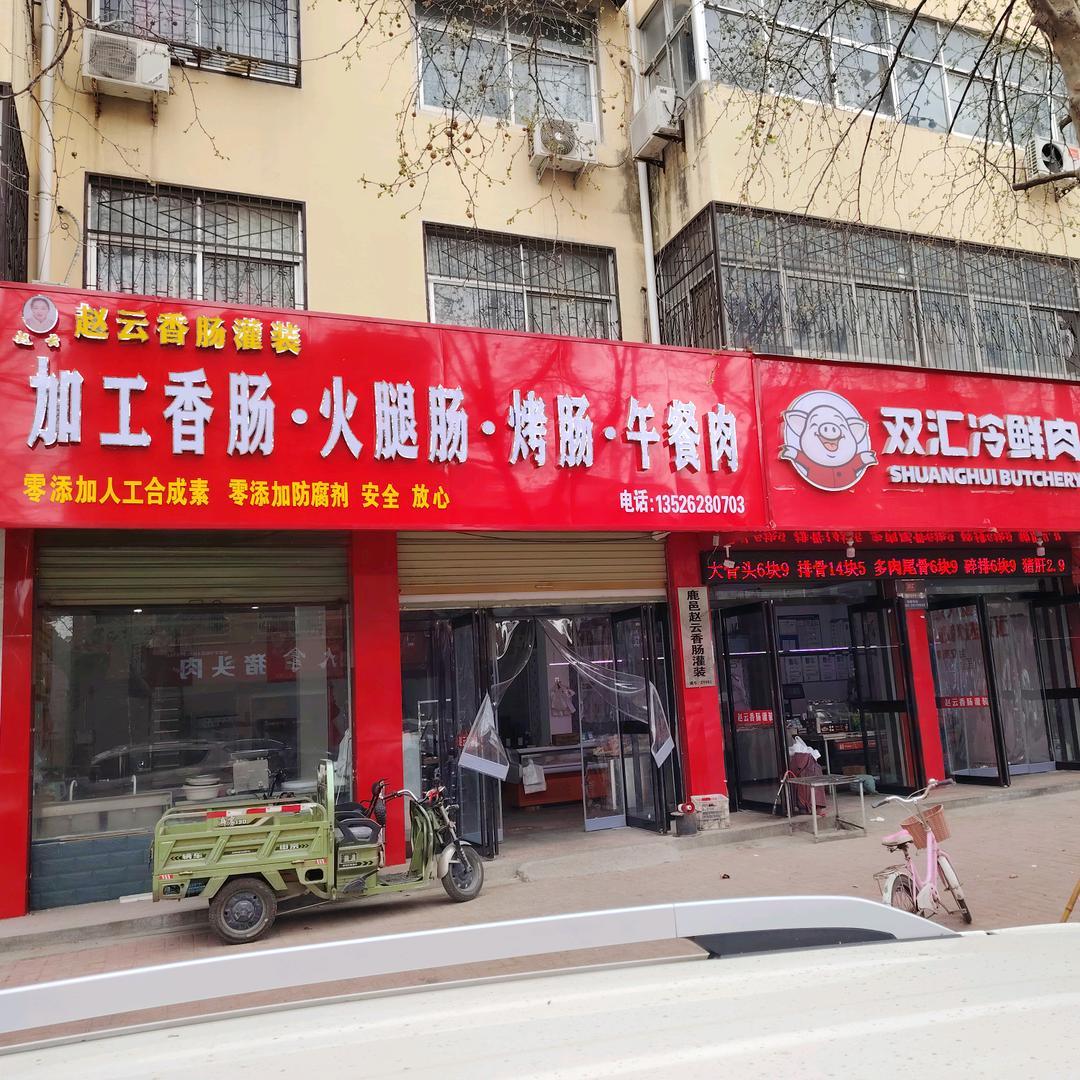 赵云
赵云香肠灌装
加工香肠·火腿肠·烤肠·午餐肉
零添加人工合成素 零添加防腐剂 安全 放心
电话:13526280703
双汇冷鲜肉
SHUANGHUI BUTCHERY
大骨头6块9 排骨14块5 多肉尾骨6块9 碎排6块9 猪肝2.9
鹿邑赵云香肠灌装
赵云香肠灌装
赵云香肠灌装
猪头肉